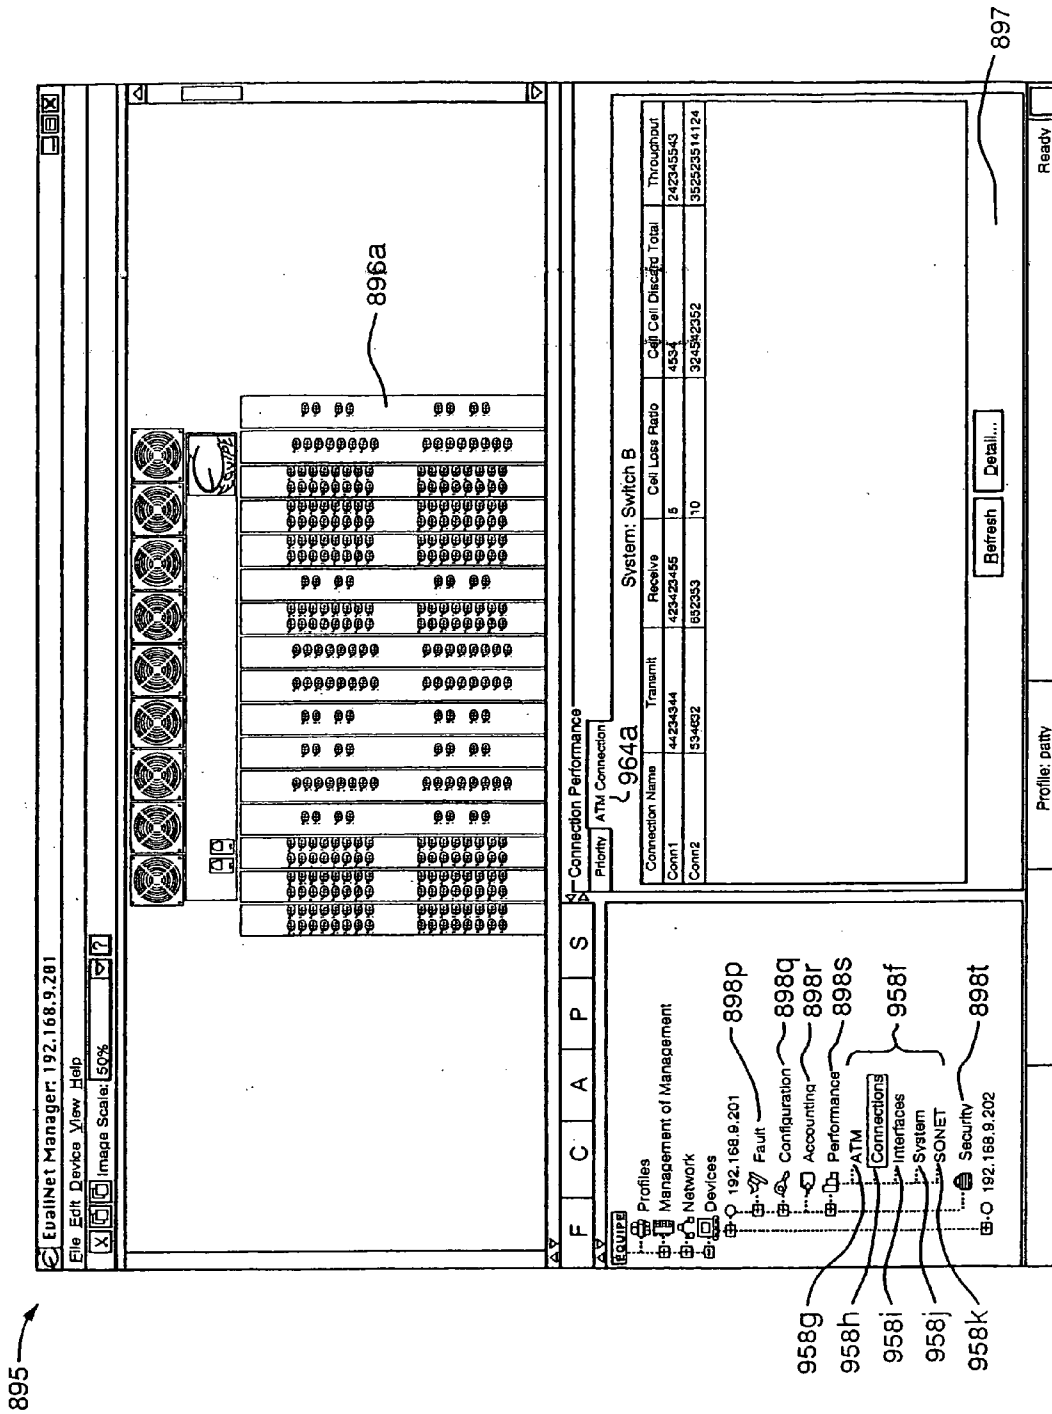 895
EualiNet Manager: 192.168.9.201
File Edit Device View Help
Image Scale: 50% ?
896a
F C A P S
EQUIPE
Profiles
Management of Management
Network
Devices
192.168.9.201
898p
Fault
Configuration
898q
Accounting
898r
Performance
898s
ATM
Connections
Interfaces
System
SONET
958f
Security
898t
192.168.9.202
958g
958h
958i
958j
958k
Connection Performance
Priority ATM Connection
964a
System: Switch B
Connection Name Transmit Receive Cell Loss Ratio Cell Cell Discard Total Throughput
Conn1 44234344 423423455 5 4534 242345543
Conn2 534632 652353 10 324542352 352523514124
Refresh Detail...
897
Profile: patty Ready